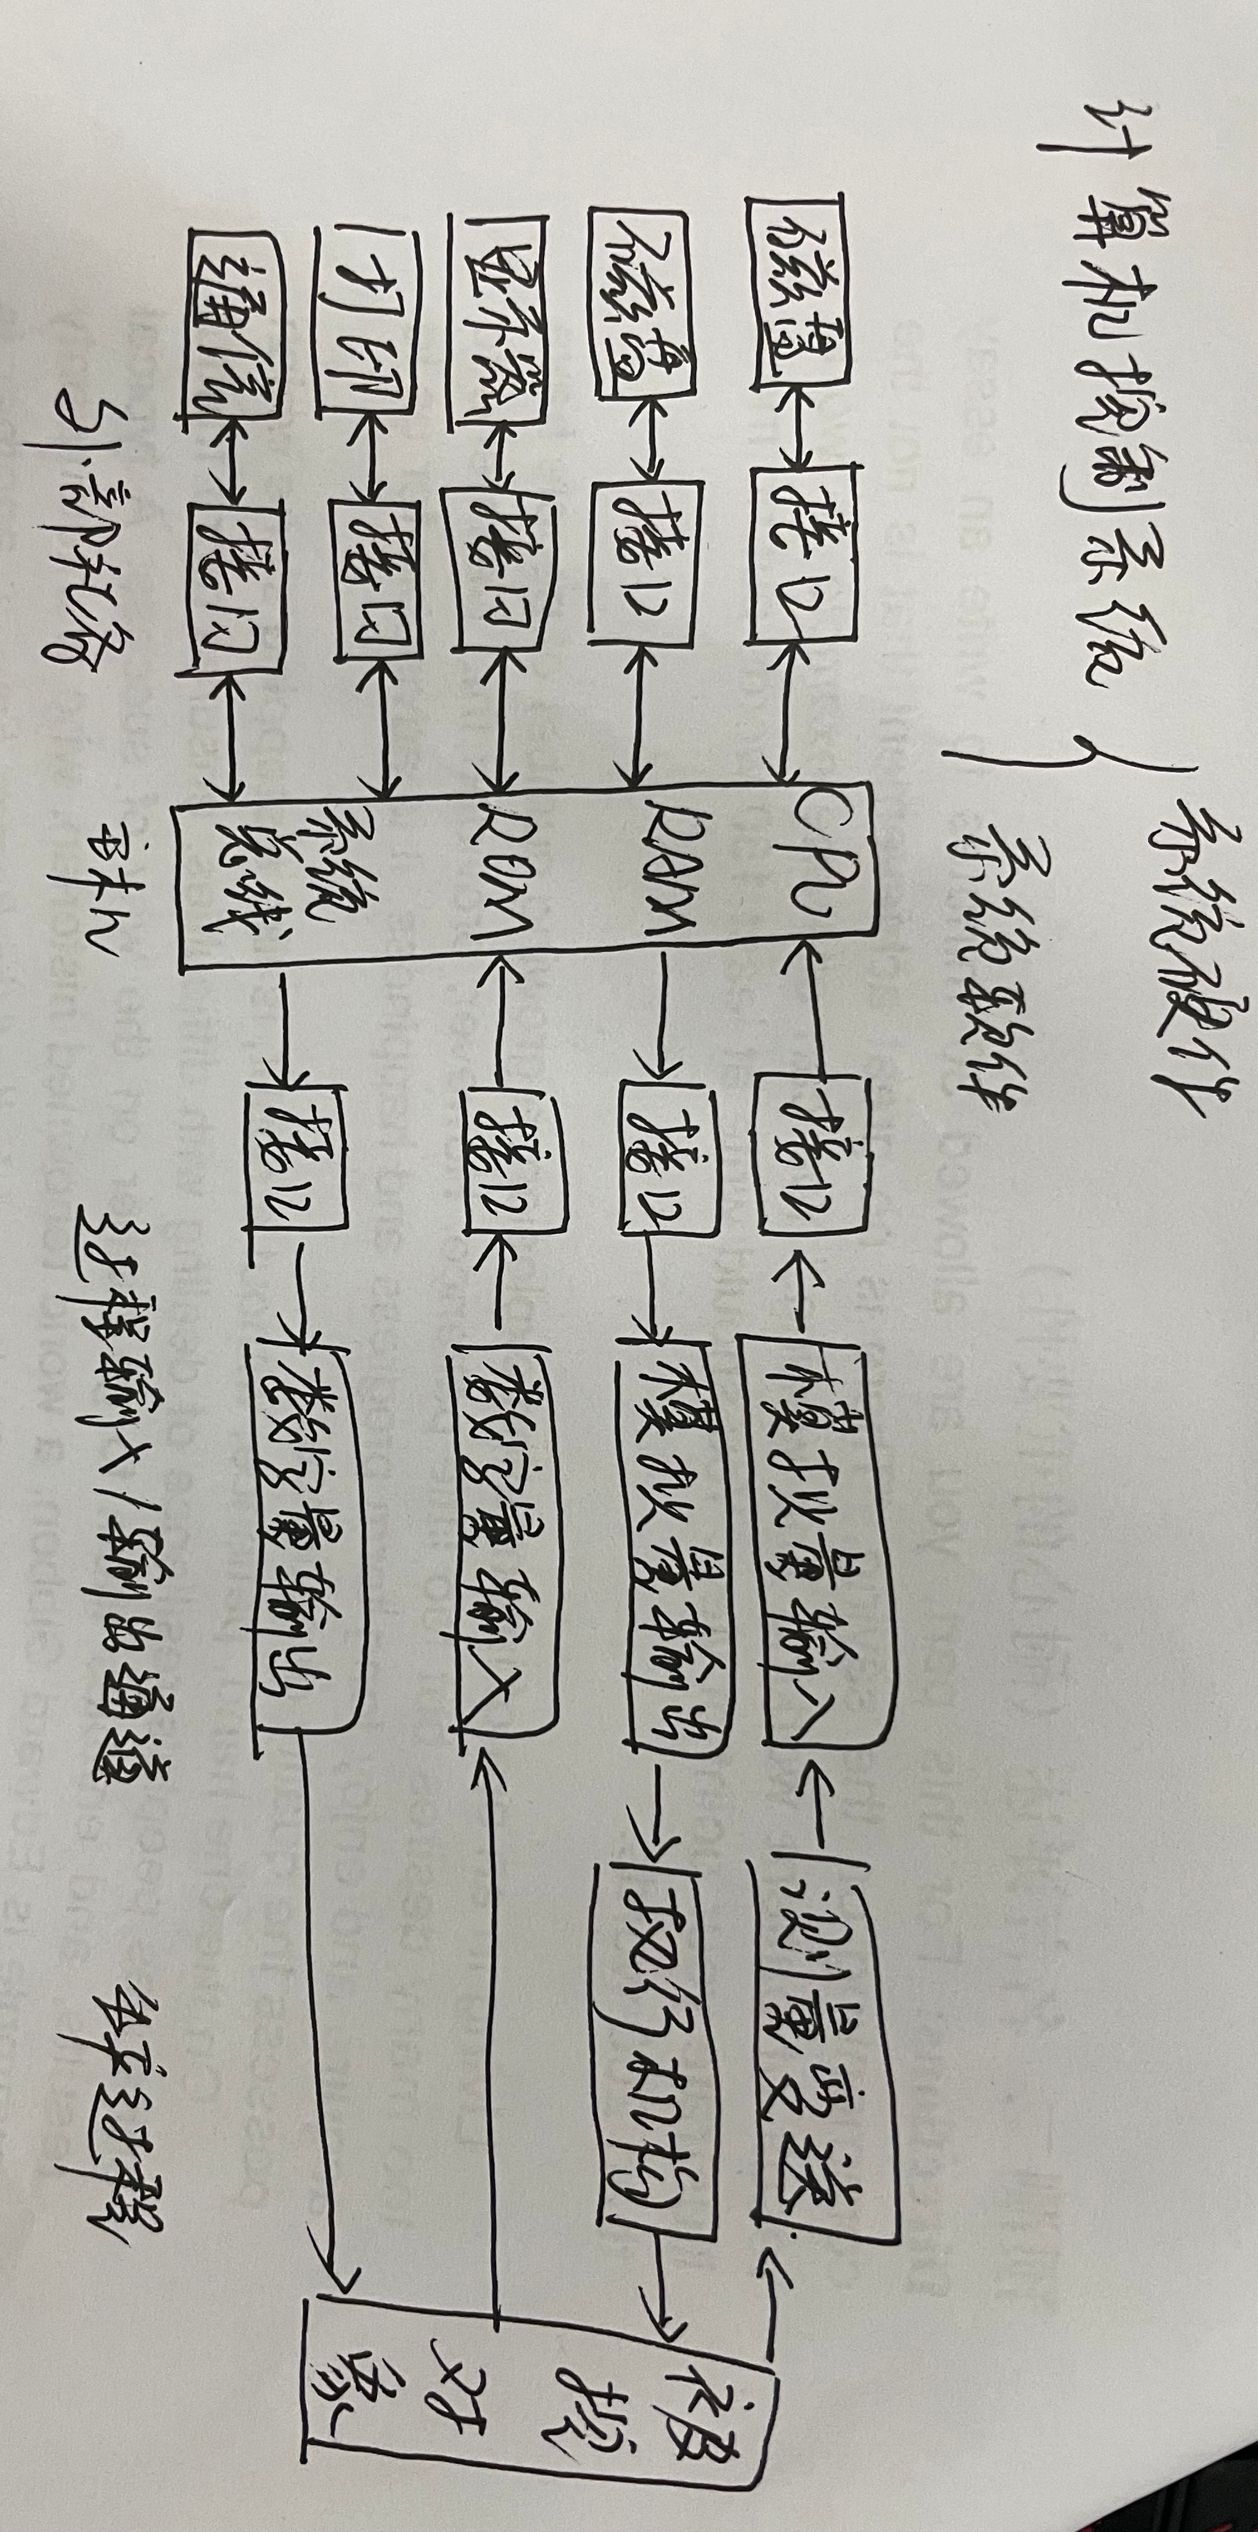 系统硬件
计算机控制系统
系统软件
磁盘 接口 CPU 接口 模拟量输入 测量变送
磁盘 接口 RAM 接口 模拟量输出 执行机构
显示器 接口 ROM 接口 数字量输入
打印 接口
系统总线
通信 接口 接口 数字量输出
被控对象
外部设备 主机 过程输入/输出通道 生产过程